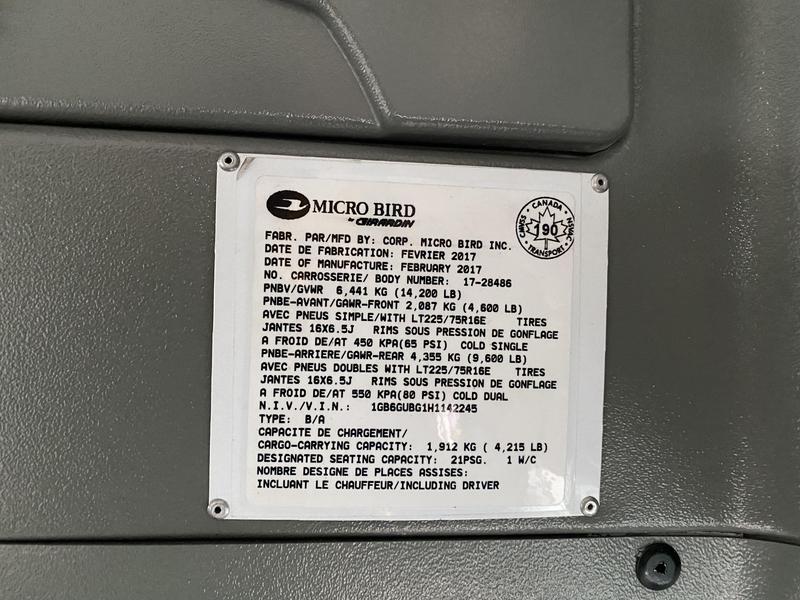 MICRO BIRD
by GIRARDIN
CANADA
CMVSS 190 NSVAC
TRANSPORT
FABR. PAR/MFD BY: CORP. MICRO BIRD INC.
DATE DE FABRICATION: FEVRIER 2017
DATE OF MANUFACTURE: FEBRUARY 2017
NO. CARROSSERIE/ BODY NUMBER: 17-28486
PNBV/GVWR 6,441 KG (14,200 LB)
PNBE-AVANT/GAWR-FRONT 2,087 KG (4,600 LB)
AVEC PNEUS SIMPLE/WITH LT225/75R16E TIRES
JANTES 16X6.5J RIMS SOUS PRESSION DE GONFLAGE
A FROID DE/AT 450 KPA(65 PSI) COLD SINGLE
PNBE-ARRIERE/GAWR-REAR 4,355 KG (9,600 LB)
AVEC PNEUS DOUBLES WITH LT225/75R16E TIRES
JANTES 16X6.5J RIMS SOUS PRESSION DE GONFLAGE
A FROID DE/AT 550 KPA(80 PSI) COLD DUAL
N.I.V./V.I.N.: 1GB6GUBG1H1142245
TYPE: B/A
CAPACITE DE CHARGEMENT/
CARGO-CARRYING CAPACITY: 1,912 KG ( 4,215 LB)
DESIGNATED SEATING CAPACITY: 21PSG. 1 W/C
NOMBRE DESIGNE DE PLACES ASSISES:
INCLUANT LE CHAUFFEUR/INCLUDING DRIVER